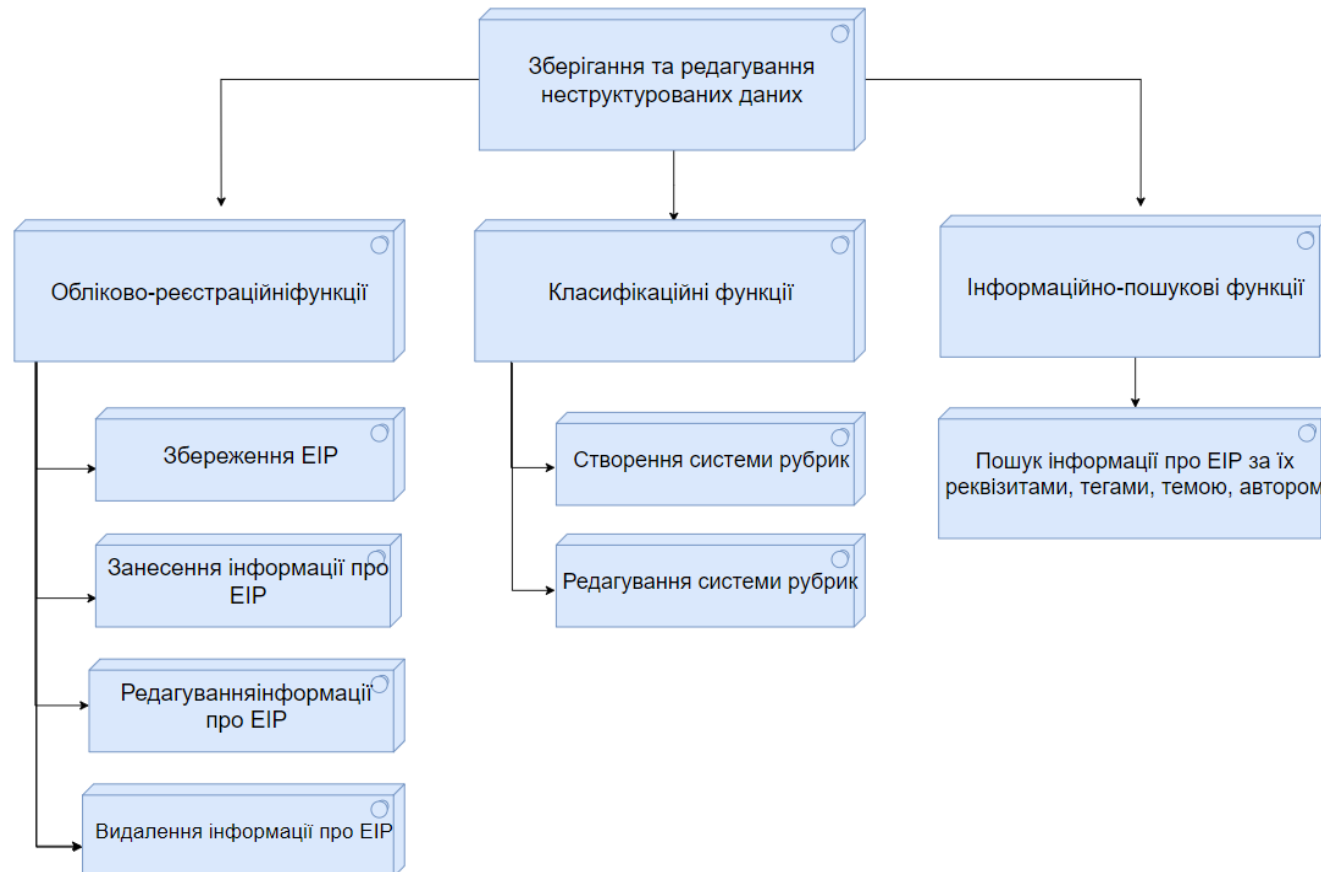 Зберігання та редагування
неструктурованих даних
Обліково-реєстраційніфункції
Класифікаційні функції
Інформаційно-пошукові функції
Збереження ЕІР
Занесення інформації про
ЕІР
Редагуванняінформації
про ЕІР
Видалення інформації про ЕІР
Створення системи рубрик
Редагування системи рубрик
Пошук інформації про ЕІР за їх
реквізитами, тегами, темою, автором